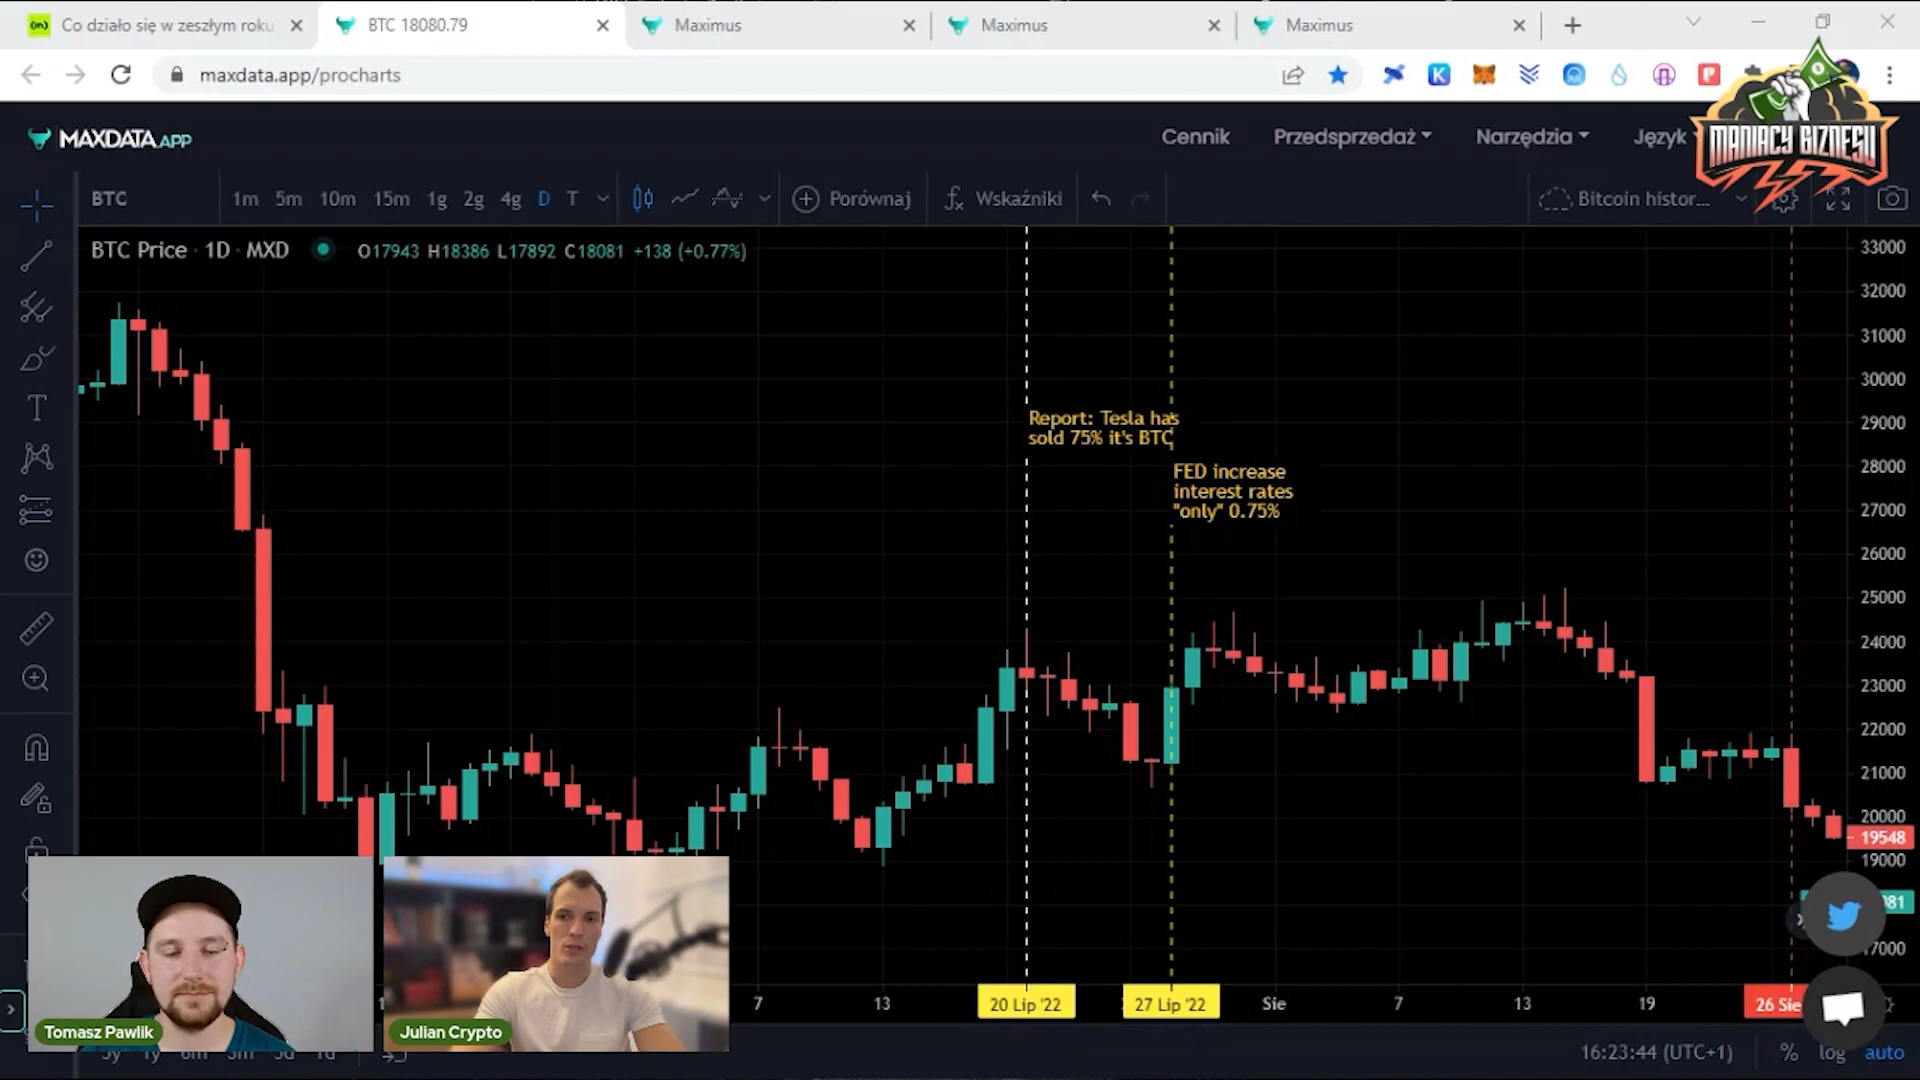 Co działo się w zeszłym roku
BTC 18080.79
Maximus
Maximus
Maximus
maxdata.app/procharts
MANIACY BIZNESU
MAXDATA.APP
Cennik
Przedsprzedaż
Narzędzia
Język
BTC
1m 5m 10m 15m 1g 2g 4g D T
Porównaj
Wskaźniki
Bitcoin histor...
BTC Price · 1D · MXD
O17943 H18386 L17892 C18081 +138 (+0.77%)
33000
32000
31000
30000
29000
28000
27000
26000
25000
24000
23000
22000
21000
20000
19548
19000
17000
Report: Tesla has
sold 75% it's BTC
FED increase
interest rates
"only" 0.75%
7
13
20 Lip '22
27 Lip '22
Sie
7
13
19
26 Sie
Tomasz Pawlik
Julian Crypto
16:23:44 (UTC+1)
%
log
auto